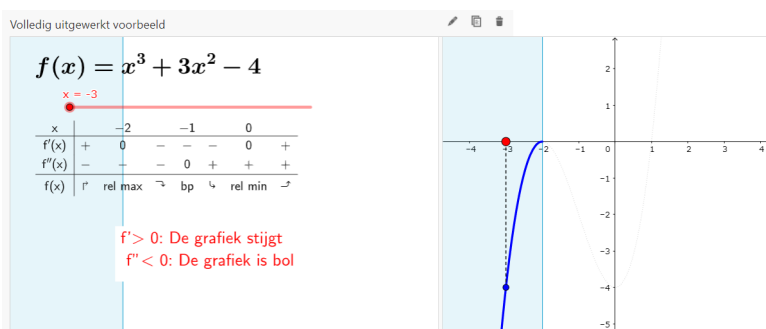 Volledig uitgewerkt voorbeeld
f(x) = x³ + 3x² − 4
x = -3
x −2 −1 0
f'(x) + 0 − − − 0 +
f''(x) − − − 0 + + +
f(x) rel max bp rel min
f'> 0: De grafiek stijgt
f''< 0: De grafiek is bol
2
1
−4 −3 −2 −1 0 1 2 3 4
−1
−2
−3
−4
−5